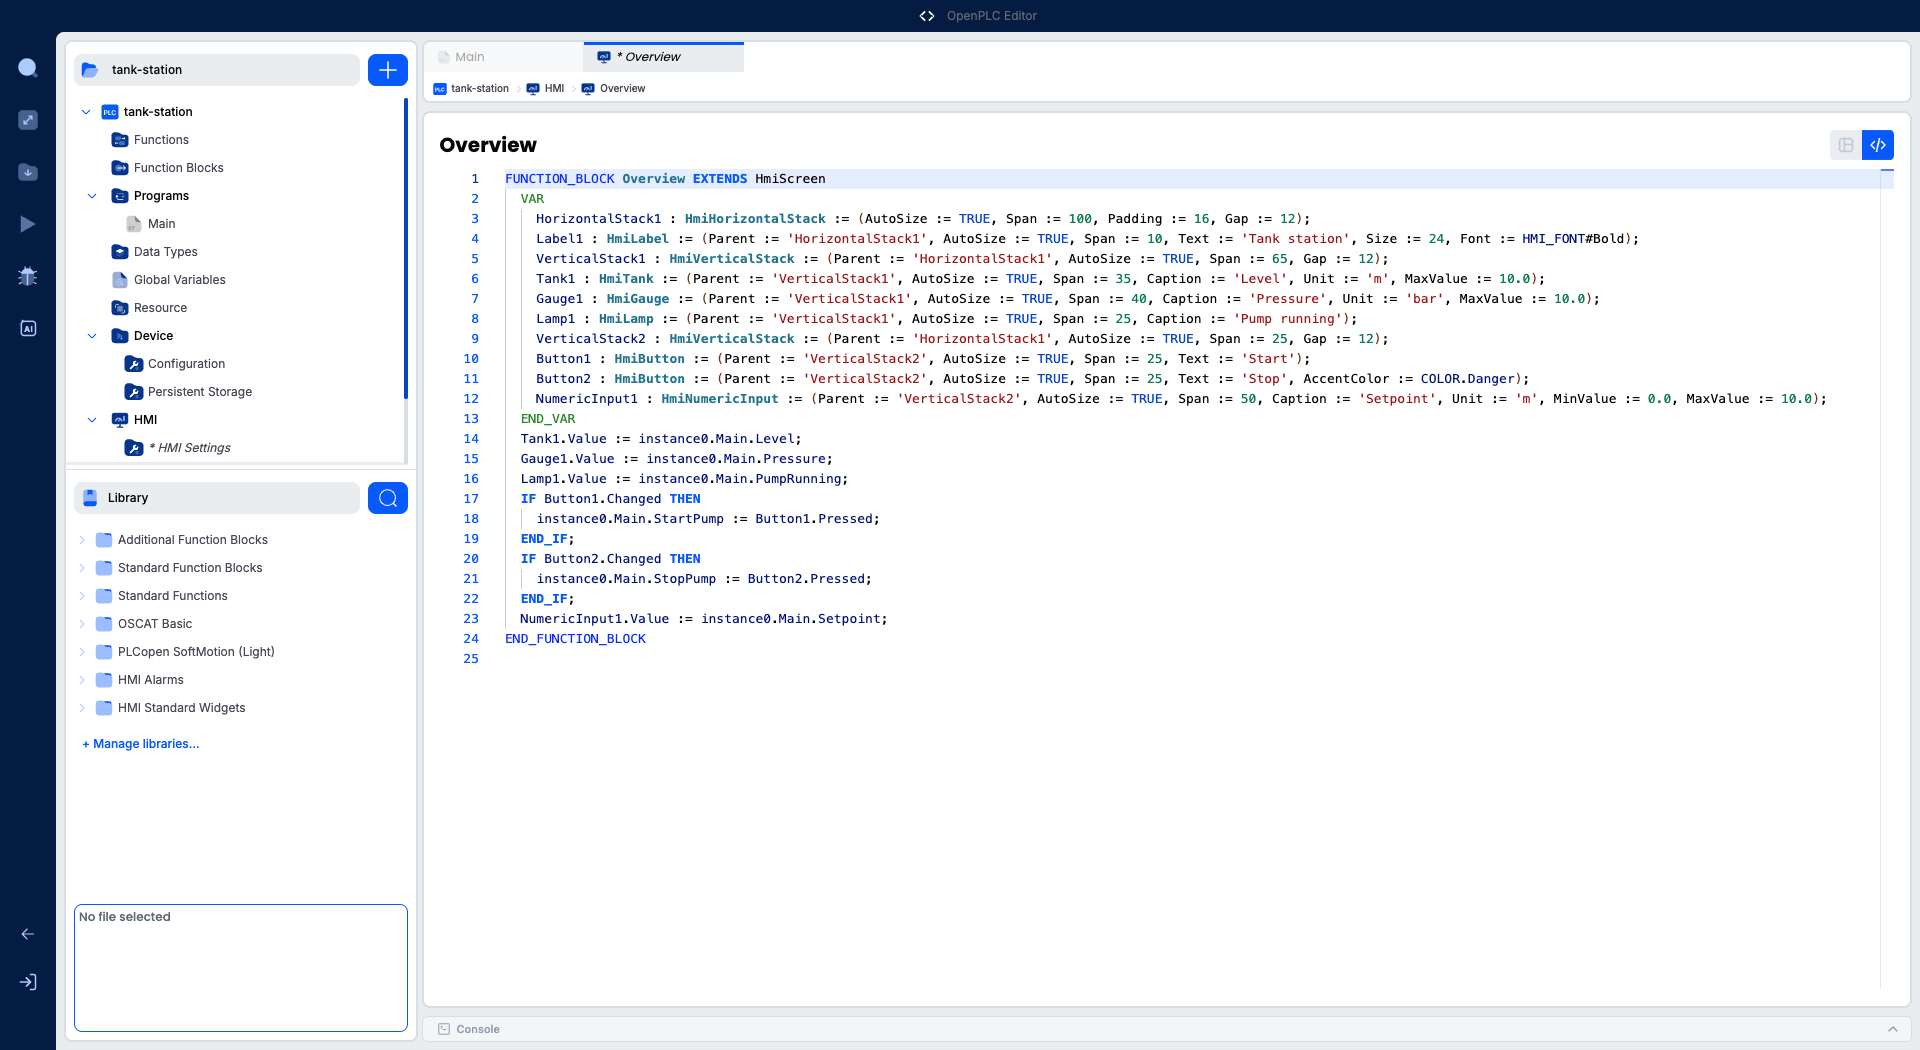 OpenPLC Editor
tank-station
tank-station
Functions
Function Blocks
Programs
Main
Data Types
Global Variables
Resource
Device
Configuration
Persistent Storage
HMI
* HMI Settings
Library
Additional Function Blocks
Standard Function Blocks
Standard Functions
OSCAT Basic
PLCopen SoftMotion (Light)
HMI Alarms
HMI Standard Widgets
+ Manage libraries...
No file selected
Main
* Overview
tank-station > HMI > Overview
Overview
1 FUNCTION_BLOCK Overview EXTENDS HmiScreen
2 VAR
3 HorizontalStack1 : HmiHorizontalStack := (AutoSize := TRUE, Span := 100, Padding := 16, Gap := 12);
4 Label1 : HmiLabel := (Parent := 'HorizontalStack1', AutoSize := TRUE, Span := 10, Text := 'Tank station', Size := 24, Font := HMI_FONT#Bold);
5 VerticalStack1 : HmiVerticalStack := (Parent := 'HorizontalStack1', AutoSize := TRUE, Span := 65, Gap := 12);
6 Tank1 : HmiTank := (Parent := 'VerticalStack1', AutoSize := TRUE, Span := 35, Caption := 'Level', Unit := 'm', MaxValue := 10.0);
7 Gauge1 : HmiGauge := (Parent := 'VerticalStack1', AutoSize := TRUE, Span := 40, Caption := 'Pressure', Unit := 'bar', MaxValue := 10.0);
8 Lamp1 : HmiLamp := (Parent := 'VerticalStack1', AutoSize := TRUE, Span := 25, Caption := 'Pump running');
9 VerticalStack2 : HmiVerticalStack := (Parent := 'HorizontalStack1', AutoSize := TRUE, Span := 25, Gap := 12);
10 Button1 : HmiButton := (Parent := 'VerticalStack2', AutoSize := TRUE, Span := 25, Text := 'Start');
11 Button2 : HmiButton := (Parent := 'VerticalStack2', AutoSize := TRUE, Span := 25, Text := 'Stop', AccentColor := COLOR.Danger);
12 NumericInput1 : HmiNumericInput := (Parent := 'VerticalStack2', AutoSize := TRUE, Span := 50, Caption := 'Setpoint', Unit := 'm', MinValue := 0.0, MaxValue := 10.0);
13 END_VAR
14 Tank1.Value := instance0.Main.Level;
15 Gauge1.Value := instance0.Main.Pressure;
16 Lamp1.Value := instance0.Main.PumpRunning;
17 IF Button1.Changed THEN
18 instance0.Main.StartPump := Button1.Pressed;
19 END_IF;
20 IF Button2.Changed THEN
21 instance0.Main.StopPump := Button2.Pressed;
22 END_IF;
23 NumericInput1.Value := instance0.Main.Setpoint;
24 END_FUNCTION_BLOCK
25
Console